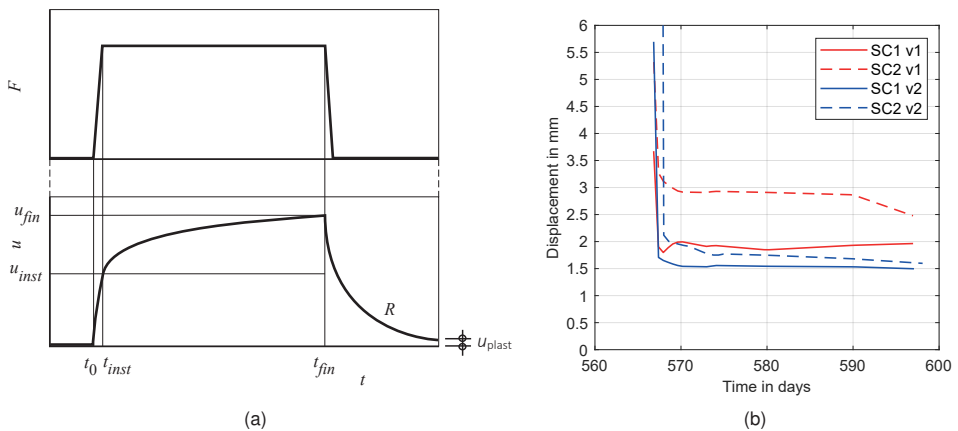 F
u_fin
u
u_inst
R
u_plast
t_0 t_inst t_fin
t
(a)
6
5.5
5
4.5
4
3.5
3
2.5
2
1.5
1
0.5
0
Displacement in mm
SC1 v1
SC2 v1
SC1 v2
SC2 v2
560 570 580 590 600
Time in days
(b)